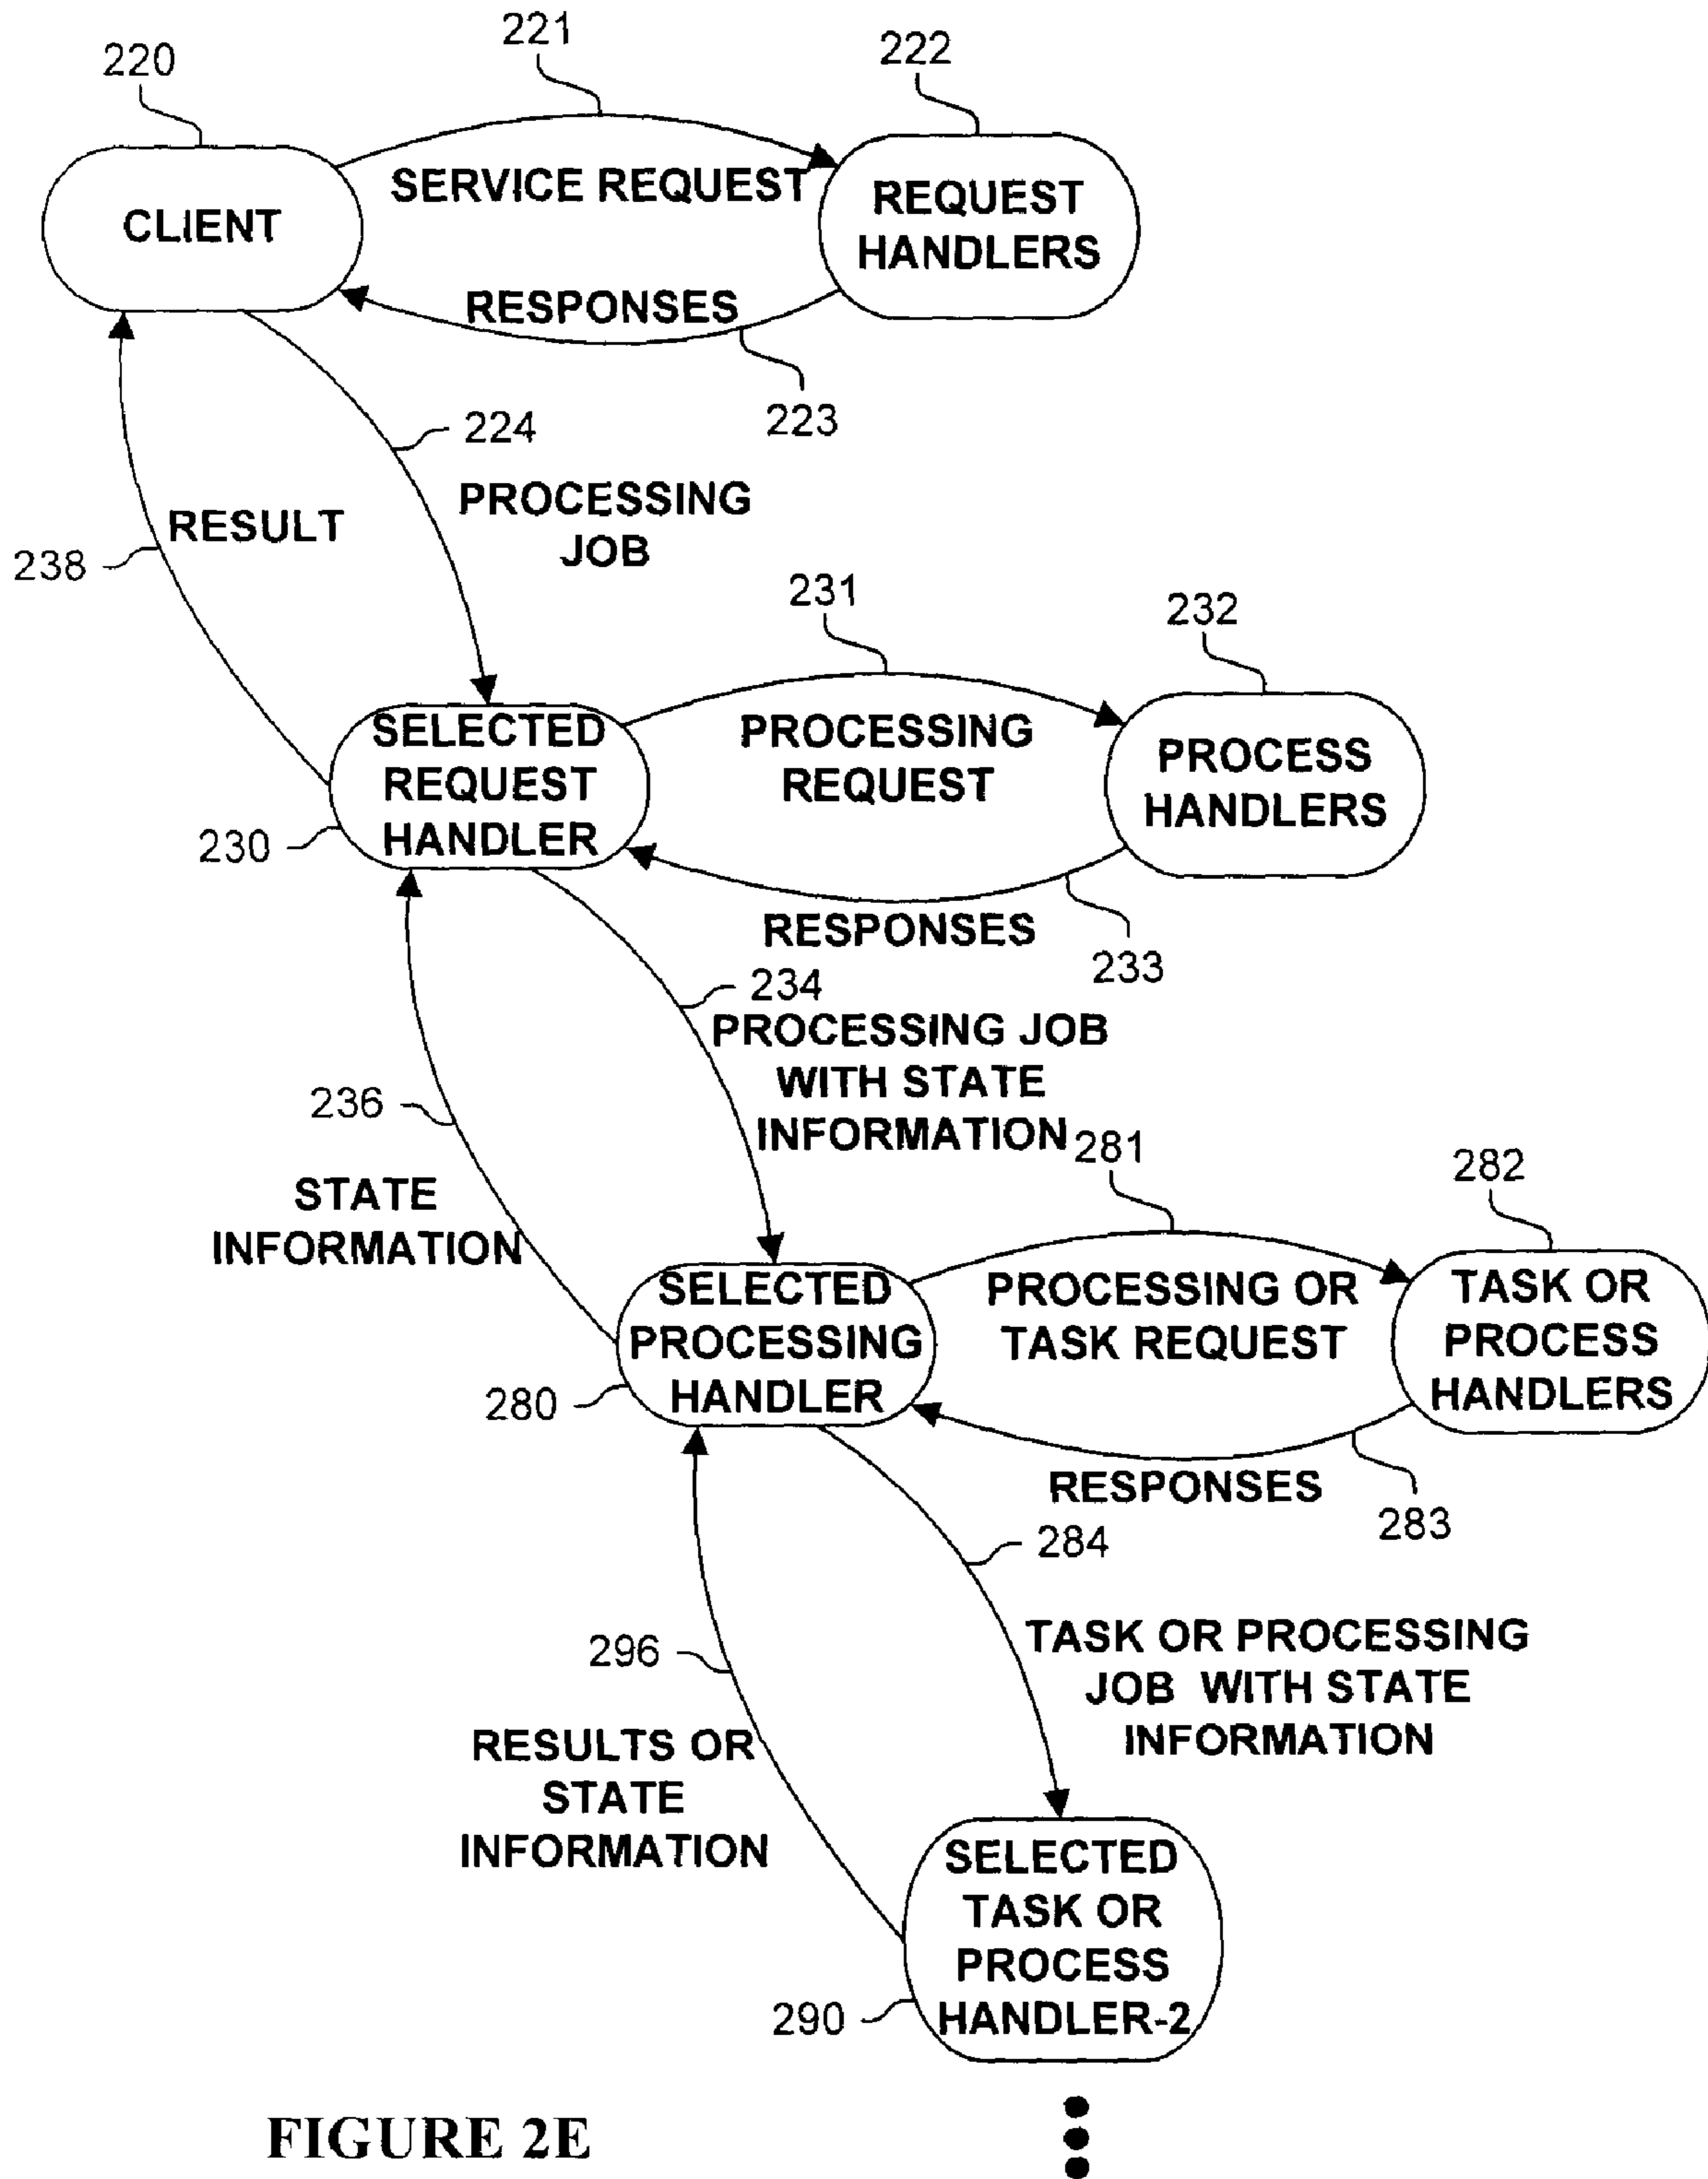 221
220
222
SERVICE REQUEST
REQUEST
HANDLERS
CLIENT
RESPONSES
223
224
PROCESSING
JOB
RESULT
238
231
232
SELECTED
REQUEST
HANDLER
PROCESSING
REQUEST
PROCESS
HANDLERS
230
RESPONSES
233
234
PROCESSING JOB
WITH STATE
INFORMATION
236
281
282
STATE
INFORMATION
SELECTED
PROCESSING
HANDLER
PROCESSING OR
TASK REQUEST
TASK OR
PROCESS
HANDLERS
280
RESPONSES
283
284
296
TASK OR PROCESSING
JOB WITH STATE
INFORMATION
RESULTS OR
STATE
INFORMATION
SELECTED
TASK OR
PROCESS
HANDLER-2
290
FIGURE 2E